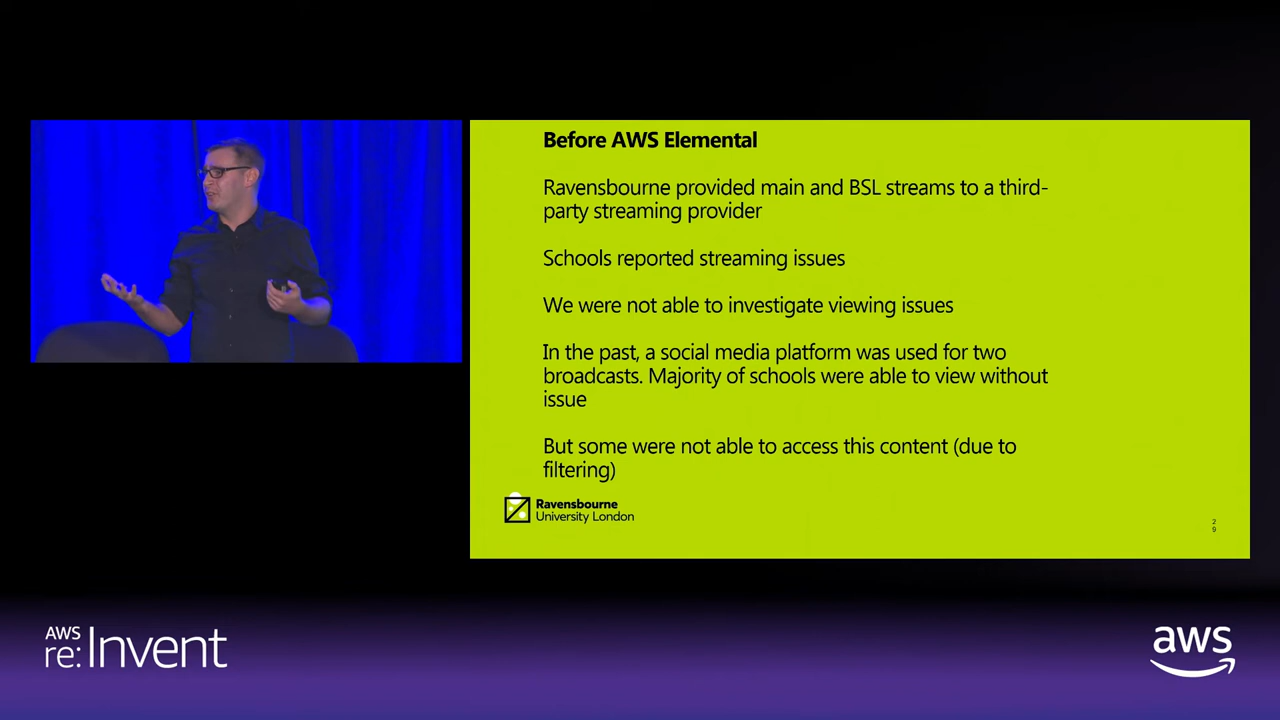 Before AWS Elemental
Ravensbourne provided main and BSL streams to a third-
party streaming provider
Schools reported streaming issues
We were not able to investigate viewing issues
In the past, a social media platform was used for two
broadcasts. Majority of schools were able to view without
issue
But some were not able to access this content (due to
filtering)
Ravensbourne
University London
2
9
AWS
re:Invent
aws